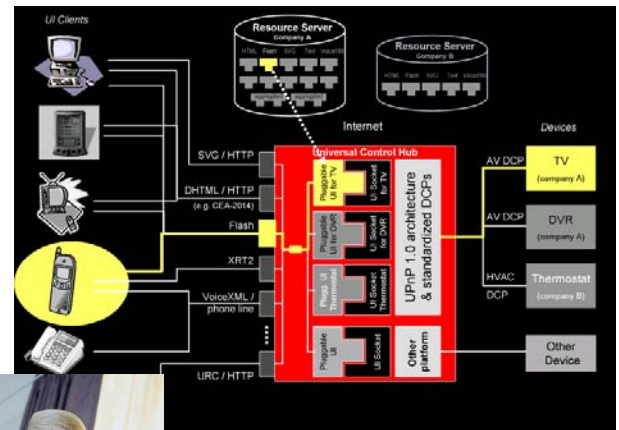 UI Clients
Resource Server
Company A
HTML Flash SVG Text VoiceXML
Resource Server
Company B
HTML Flash SVG Text VoiceXML
Internet
Devices
Universal Control Hub
SVG / HTTP
DHTML / HTTP
(e.g. CEA-2014)
Flash
XRT2
VoiceXML /
phone line
URC / HTTP
Pluggable
UI for TV
UI Socket
for TV
Pluggable
UI for DVR
UI Socket
for DVR
Plugg. UI
Thermostat
UI Socket
Thermostat
Pluggable
UI
UI Socket
UPnP 1.0 architecture
& standardized DCPs
Other
platform
AV DCP
TV
(company A)
AV DCP
DVR
(company A)
HVAC
DCP
Thermostat
(company B)
Other
Device